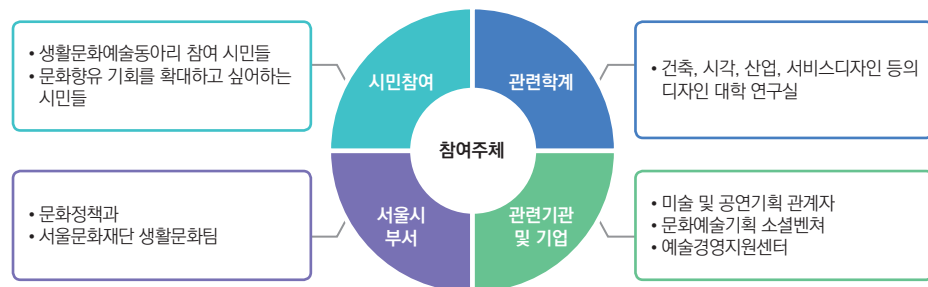 • 생활문화예술동아리 참여 시민들
• 문화향유 기회를 확대하고 싶어하는
시민들
시민참여
관련학계
• 건축, 시각, 산업, 서비스디자인 등의
디자인 대학 연구실
참여주체
• 문화정책과
• 서울문화재단 생활문화팀
서울시
부서
관련기관
및 기업
• 미술 및 공연기획 관계자
• 문화예술기획 소셜벤쳐
• 예술경영지원센터